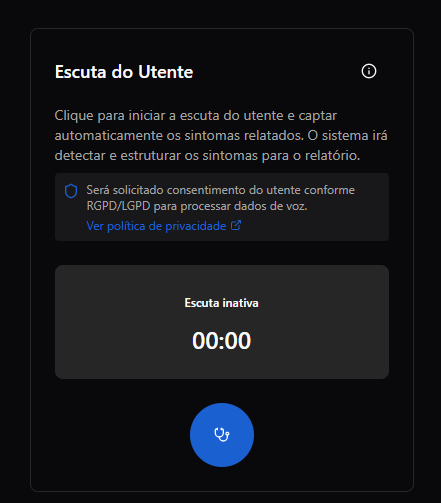 Escuta do Utente
Clique para iniciar a escuta do utente e captar
automaticamente os sintomas relatados. O sistema irá
detectar e estruturar os sintomas para o relatório.
Será solicitado consentimento do utente conforme
RGPD/LGPD para processar dados de voz.
Ver política de privacidade
Escuta inativa
00:00